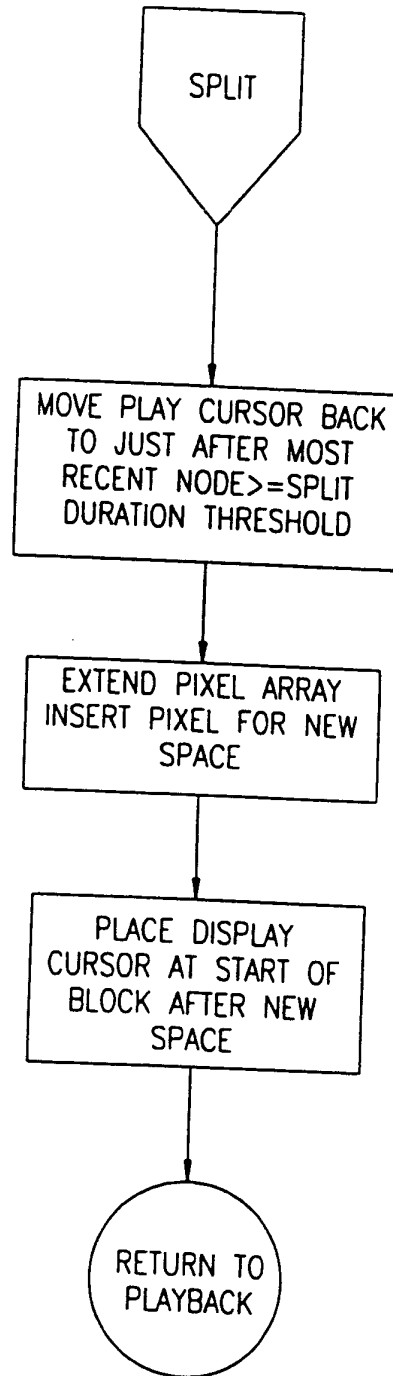 SPLIT
MOVE PLAY CURSOR BACK
TO JUST AFTER MOST
RECENT NODE>=SPLIT
DURATION THRESHOLD
EXTEND PIXEL ARRAY
INSERT PIXEL FOR NEW
SPACE
PLACE DISPLAY
CURSOR AT START OF
BLOCK AFTER NEW
SPACE
RETURN TO
PLAYBACK